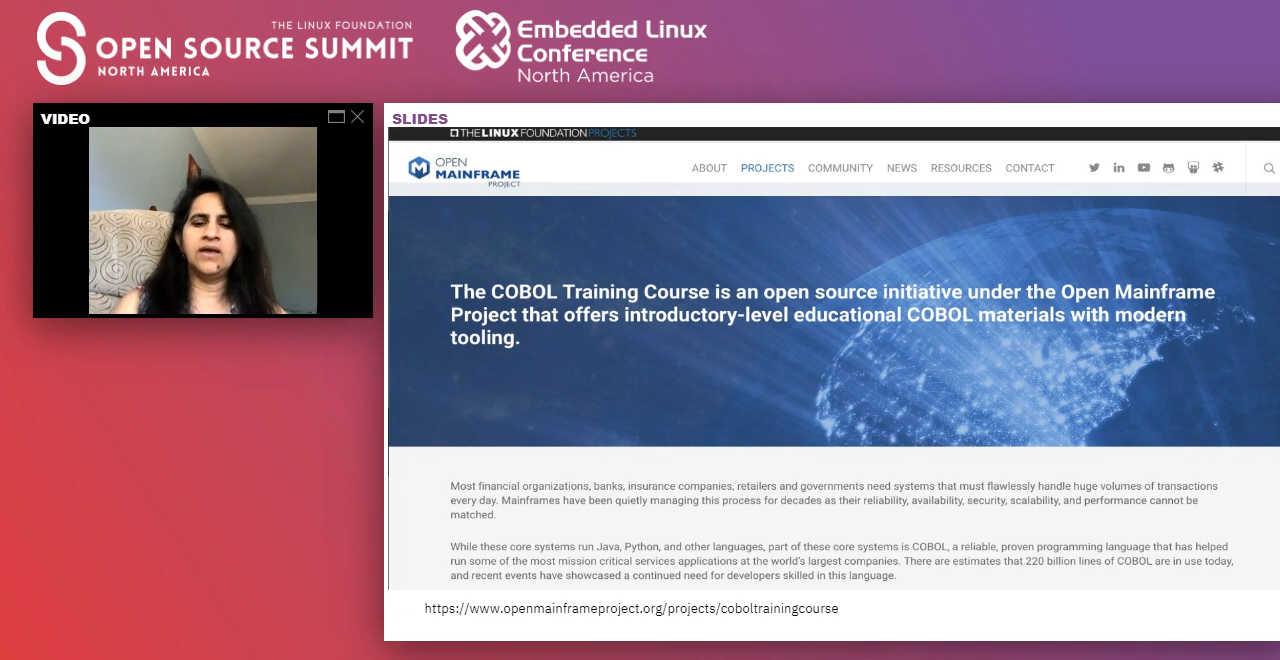 THE LINUX FOUNDATION
OPEN SOURCE SUMMIT
NORTH AMERICA
Embedded Linux
Conference
North America
VIDEO
SLIDES
THE LINUX FOUNDATION PROJECTS
OPEN
MAINFRAME
PROJECT
ABOUT PROJECTS COMMUNITY NEWS RESOURCES CONTACT
The COBOL Training Course is an open source initiative under the Open Mainframe
Project that offers introductory-level educational COBOL materials with modern
tooling.
Most financial organizations, banks, insurance companies, retailers and governments need systems that must flawlessly handle huge volumes of transactions
every day. Mainframes have been quietly managing this process for decades as their reliability, availability, security, scalability, and performance cannot be
matched.
While these core systems run Java, Python, and other languages, part of these core systems is COBOL, a reliable, proven programming language that has helped
run some of the most mission critical services applications at the world's largest companies. There are estimates that 220 billion lines of COBOL are in use today,
and recent events have showcased a continued need for developers skilled in this language.
https://www.openmainframeproject.org/projects/coboltrainingcourse